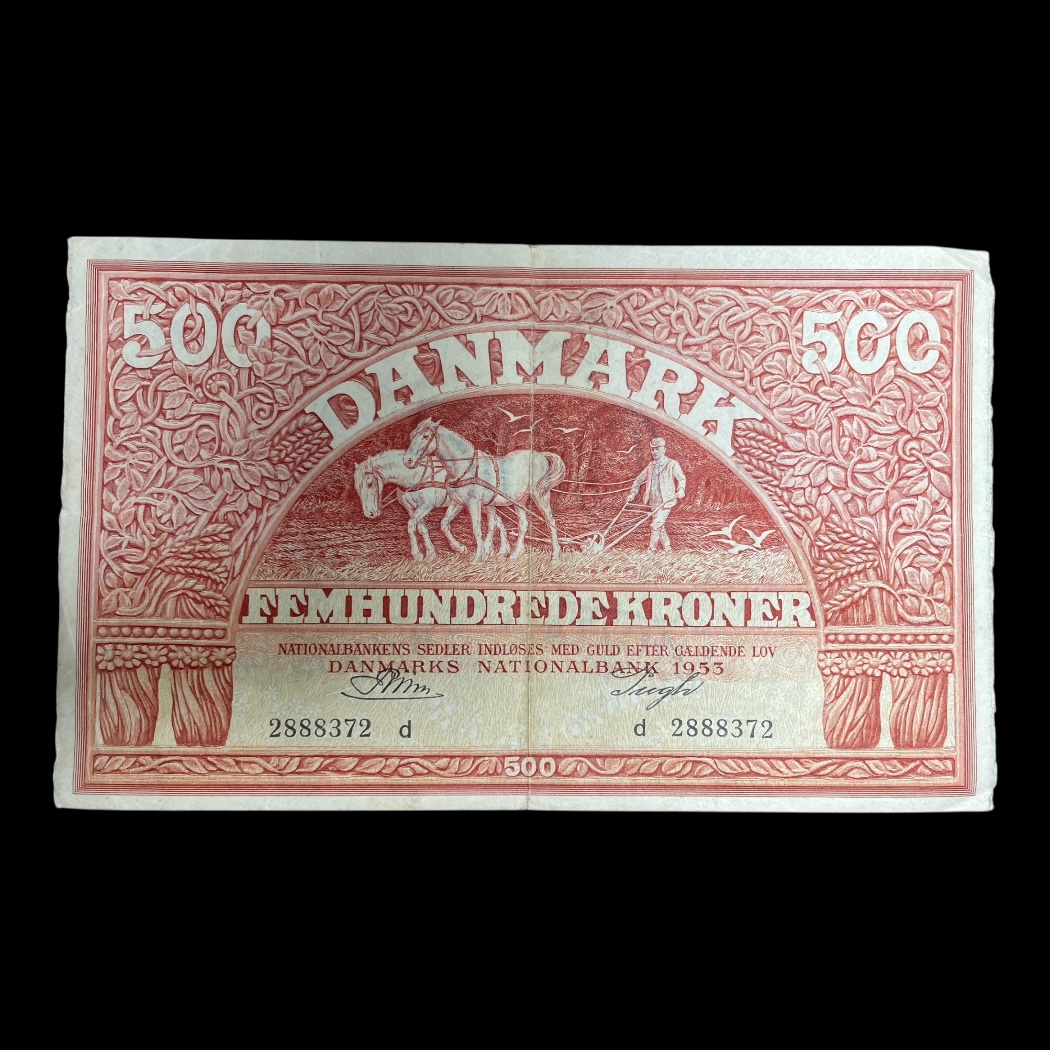 500
500
DANMARK
FEMHUNDREDE KRONER
NATIONALBANKENS SEDLER INDLØSES MED GULD EFTER GÆLDENDE LOV
DANMARKS NATIONALBANK 1953
2888372 d
d 2888372
500